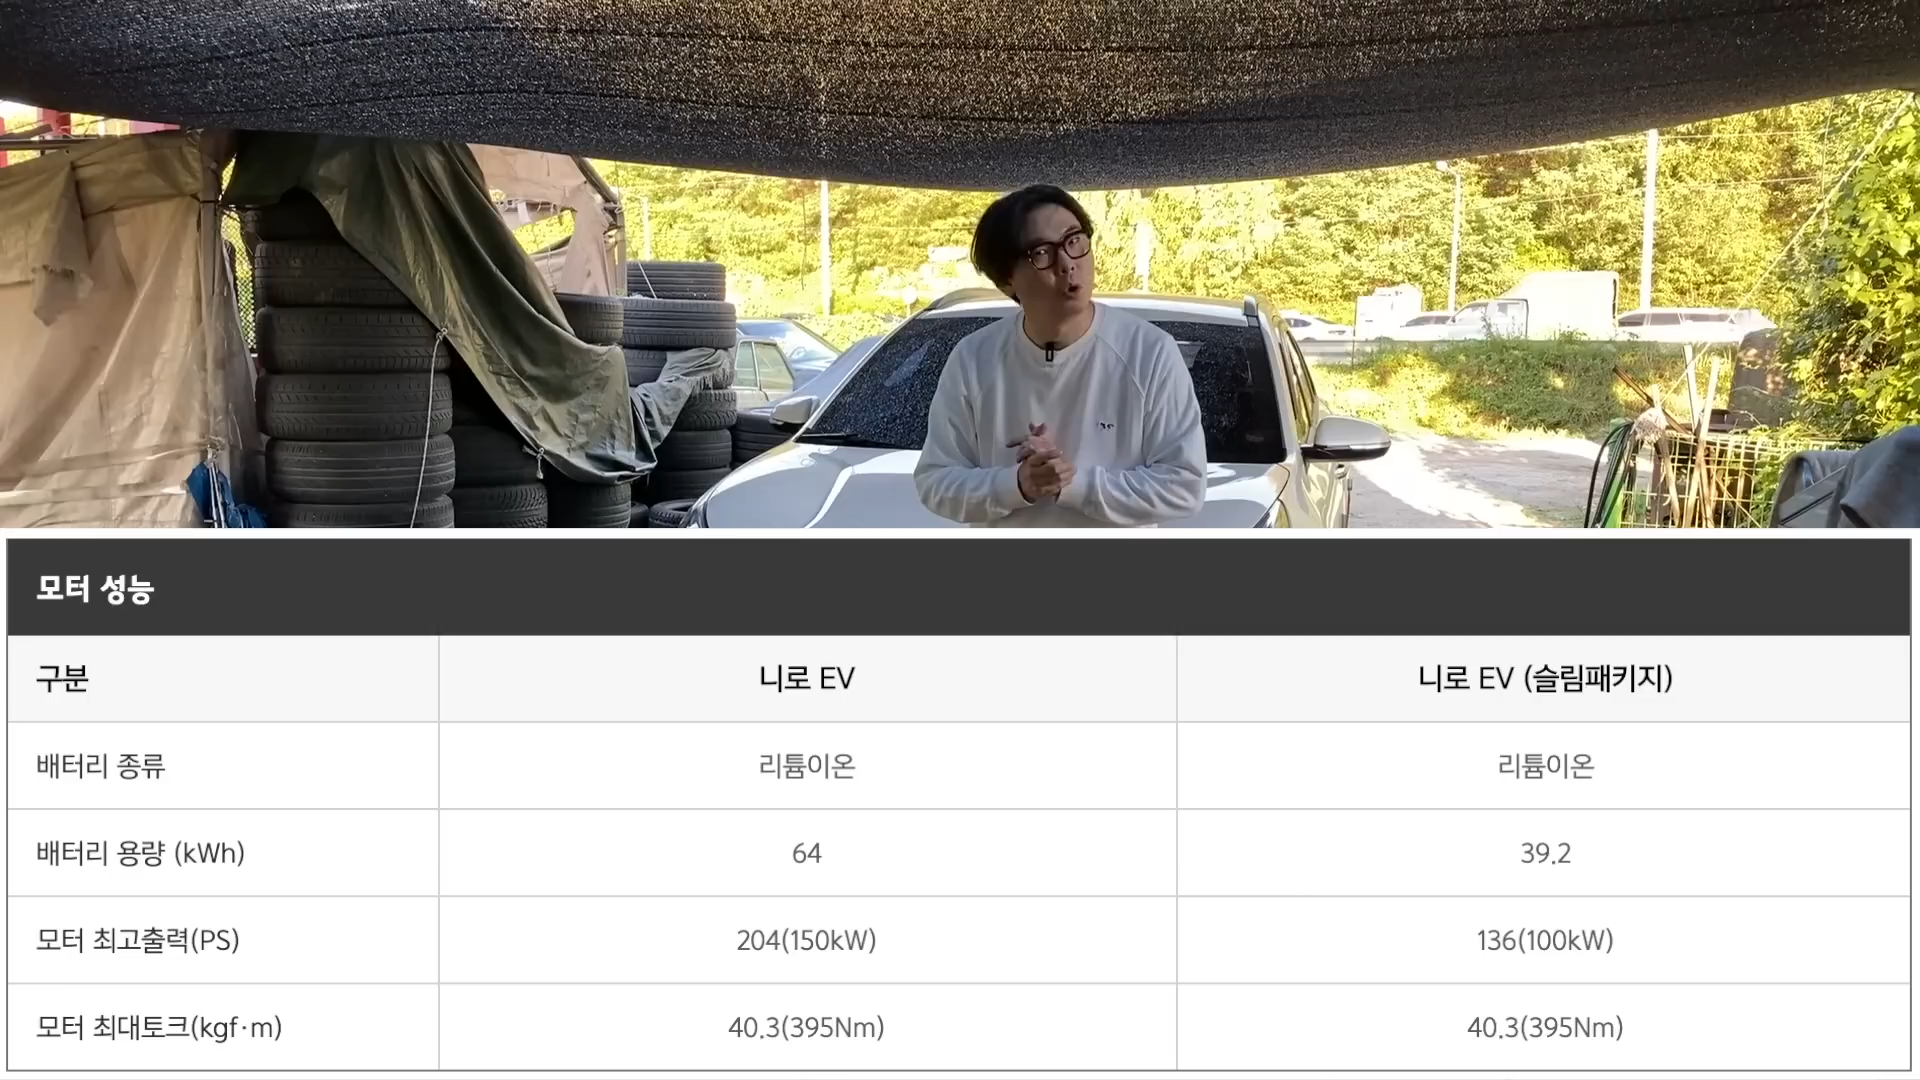 모터 성능
구분 니로 EV 니로 EV (슬림패키지)
배터리 종류 리튬이온 리튬이온
배터리 용량 (kWh) 64 39.2
모터 최고출력(PS) 204(150kW) 136(100kW)
모터 최대토크(kgf·m) 40.3(395Nm) 40.3(395Nm)